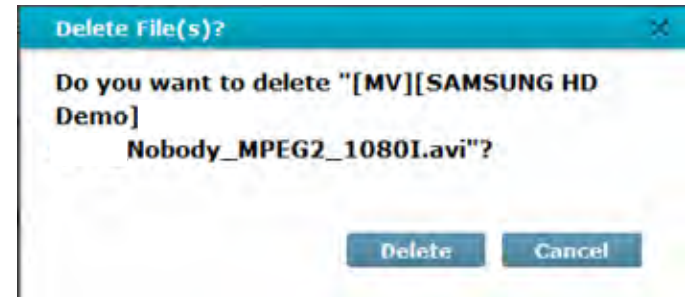 Delete File(s)?
Do you want to delete "[MV][SAMSUNG HD
Demo]
Nobody_MPEG2_1080I.avi"?
Delete Cancel